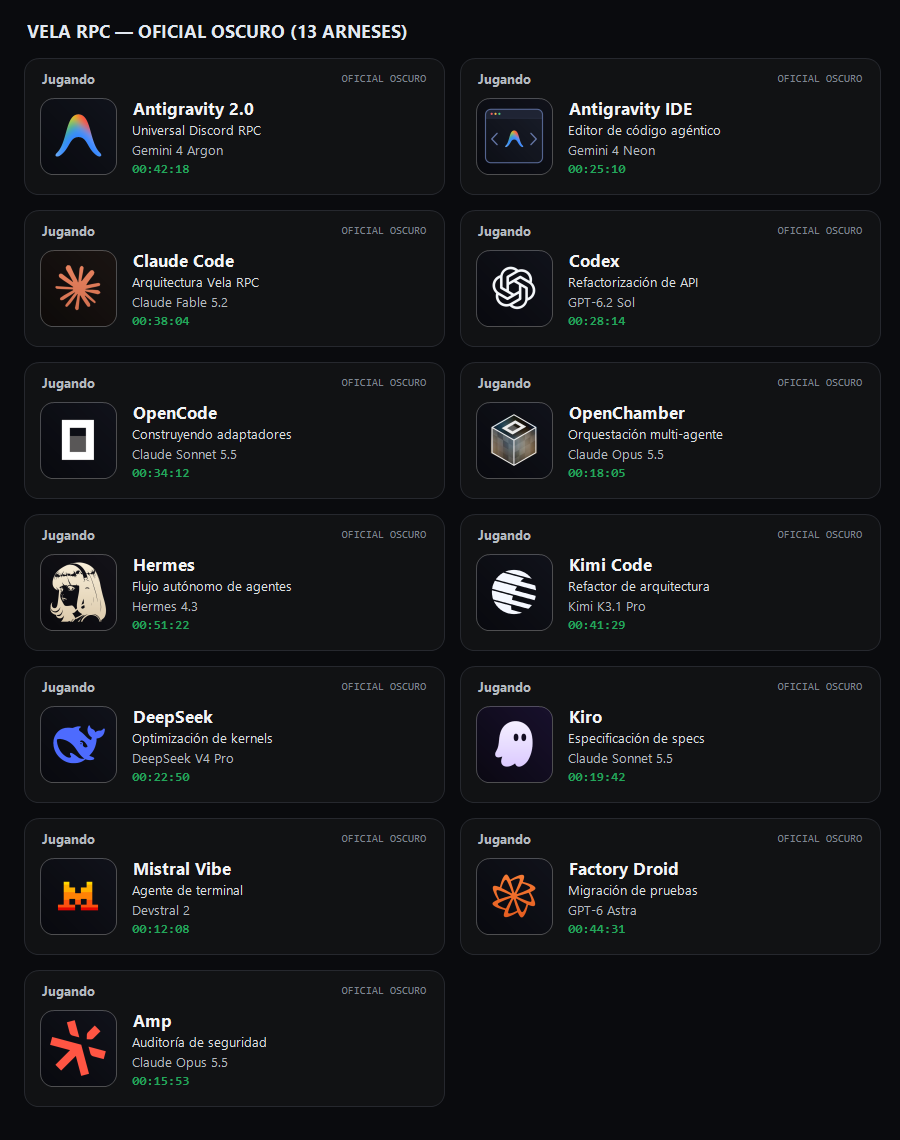 VELA RPC — OFICIAL OSCURO (13 ARNESES)
Jugando
OFICIAL OSCURO
Antigravity 2.0
Universal Discord RPC
Gemini 4 Argon
00:42:18
Jugando
OFICIAL OSCURO
Antigravity IDE
Editor de código agéntico
Gemini 4 Neon
00:25:10
Jugando
OFICIAL OSCURO
Claude Code
Arquitectura Vela RPC
Claude Fable 5.2
00:38:04
Jugando
OFICIAL OSCURO
Codex
Refactorización de API
GPT-6.2 Sol
00:28:14
Jugando
OFICIAL OSCURO
OpenCode
Construyendo adaptadores
Claude Sonnet 5.5
00:34:12
Jugando
OFICIAL OSCURO
OpenChamber
Orquestación multi-agente
Claude Opus 5.5
00:18:05
Jugando
OFICIAL OSCURO
Hermes
Flujo autónomo de agentes
Hermes 4.3
00:51:22
Jugando
OFICIAL OSCURO
Kimi Code
Refactor de arquitectura
Kimi K3.1 Pro
00:41:29
Jugando
OFICIAL OSCURO
DeepSeek
Optimización de kernels
DeepSeek V4 Pro
00:22:50
Jugando
OFICIAL OSCURO
Kiro
Especificación de specs
Claude Sonnet 5.5
00:19:42
Jugando
OFICIAL OSCURO
Mistral Vibe
Agente de terminal
Devstral 2
00:12:08
Jugando
OFICIAL OSCURO
Factory Droid
Migración de pruebas
GPT-6 Astra
00:44:31
Jugando
OFICIAL OSCURO
Amp
Auditoría de seguridad
Claude Opus 5.5
00:15:53